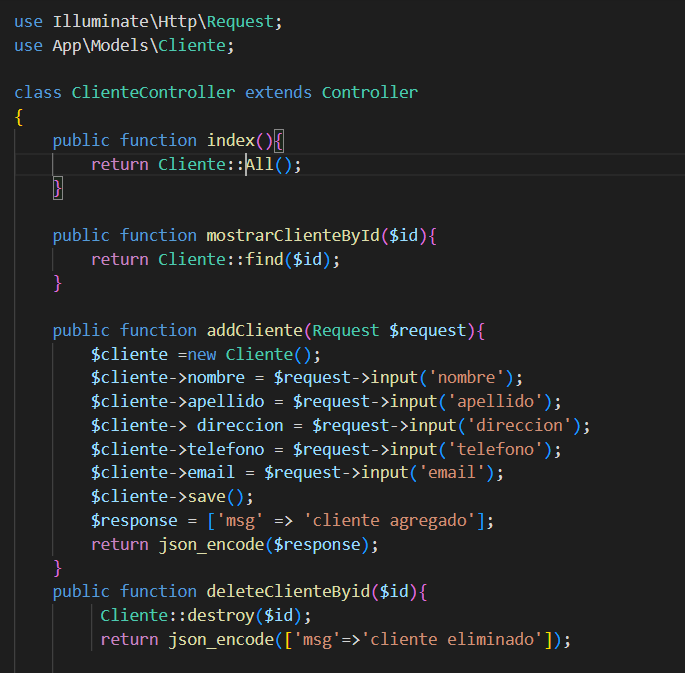 use Illuminate\Http\Request;
use App\Models\Cliente;
class ClienteController extends Controller
{
public function index(){
return Cliente::All();
}
public function mostrarClienteById($id){
return Cliente::find($id);
}
public function addCliente(Request $request){
$cliente =new Cliente();
$cliente->nombre = $request->input('nombre');
$cliente->apellido = $request->input('apellido');
$cliente-> direccion = $request->input('direccion');
$cliente->telefono = $request->input('telefono');
$cliente->email = $request->input('email');
$cliente->save();
$response = ['msg' => 'cliente agregado'];
return json_encode($response);
}
public function deleteClienteByid($id){
Cliente::destroy($id);
return json_encode(['msg'=>'cliente eliminado']);